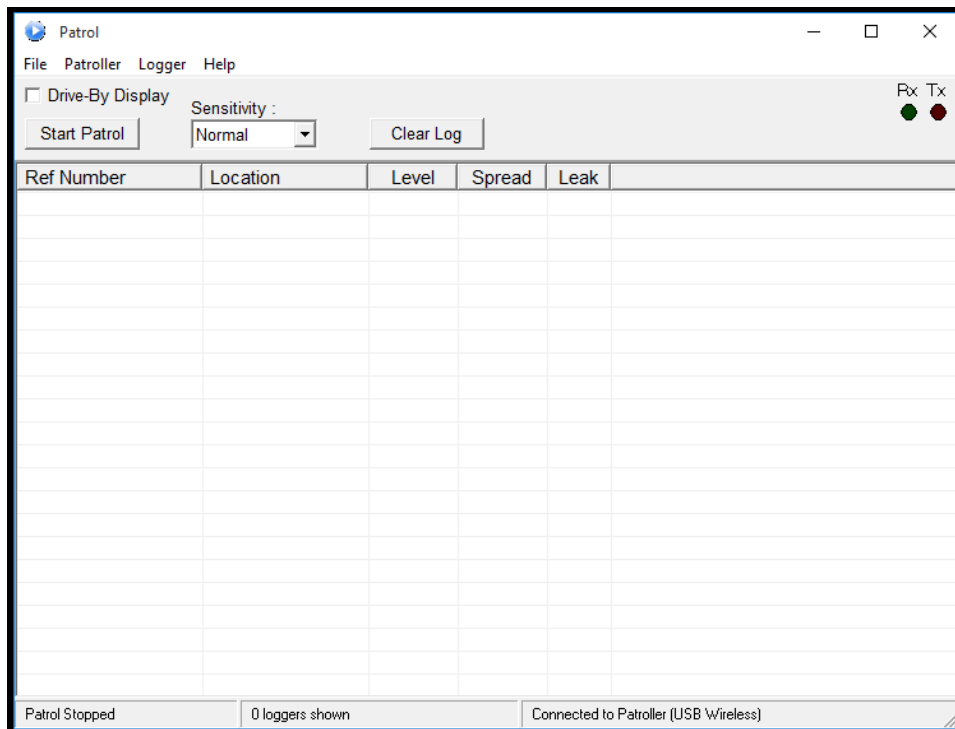 Patrol
File Patroller Logger Help
Drive-By Display
Sensitivity :
Rx Tx
Start Patrol
Normal
Clear Log
Ref Number Location Level Spread Leak
Patrol Stopped 0 loggers shown Connected to Patroller (USB Wireless)